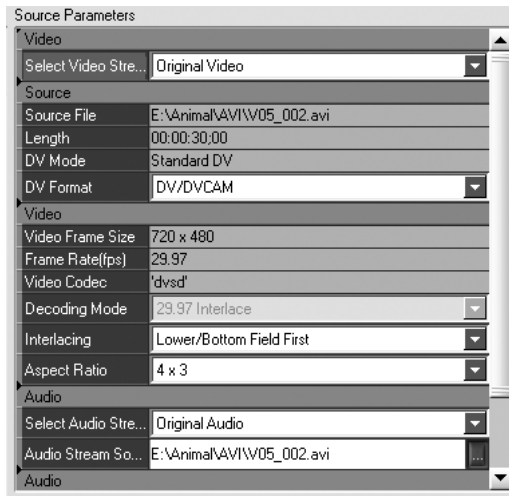 Source Parameters
Video
Select Video Stre... Original Video
Source
Source File E:\Animal\AVI\V05_002.avi
Length 00:00:30;00
DV Mode Standard DV
DV Format DV/DVCAM
Video
Video Frame Size 720 x 480
Frame Rate(fps) 29.97
Video Codec 'dvsd'
Decoding Mode 29.97 Interlace
Interlacing Lower/Bottom Field First
Aspect Ratio 4 x 3
Audio
Select Audio Stre... Original Audio
Audio Stream So... E:\Animal\AVI\V05_002.avi ...
Audio